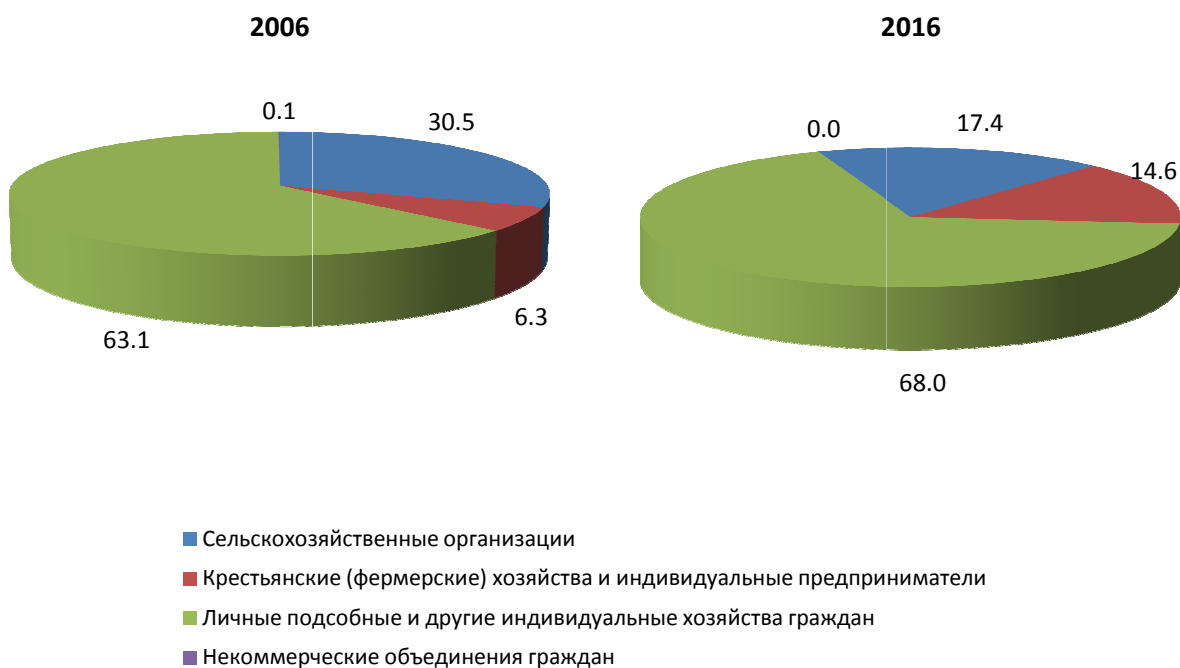 2006
2016
0.1
30.5
6.3
63.1
0.0
17.4
14.6
68.0
Сельскохозяйственные организации
Крестьянские (фермерские) хозяйства и индивидуальные предприниматели
Личные подсобные и другие индивидуальные хозяйства граждан
Некоммерческие объединения граждан